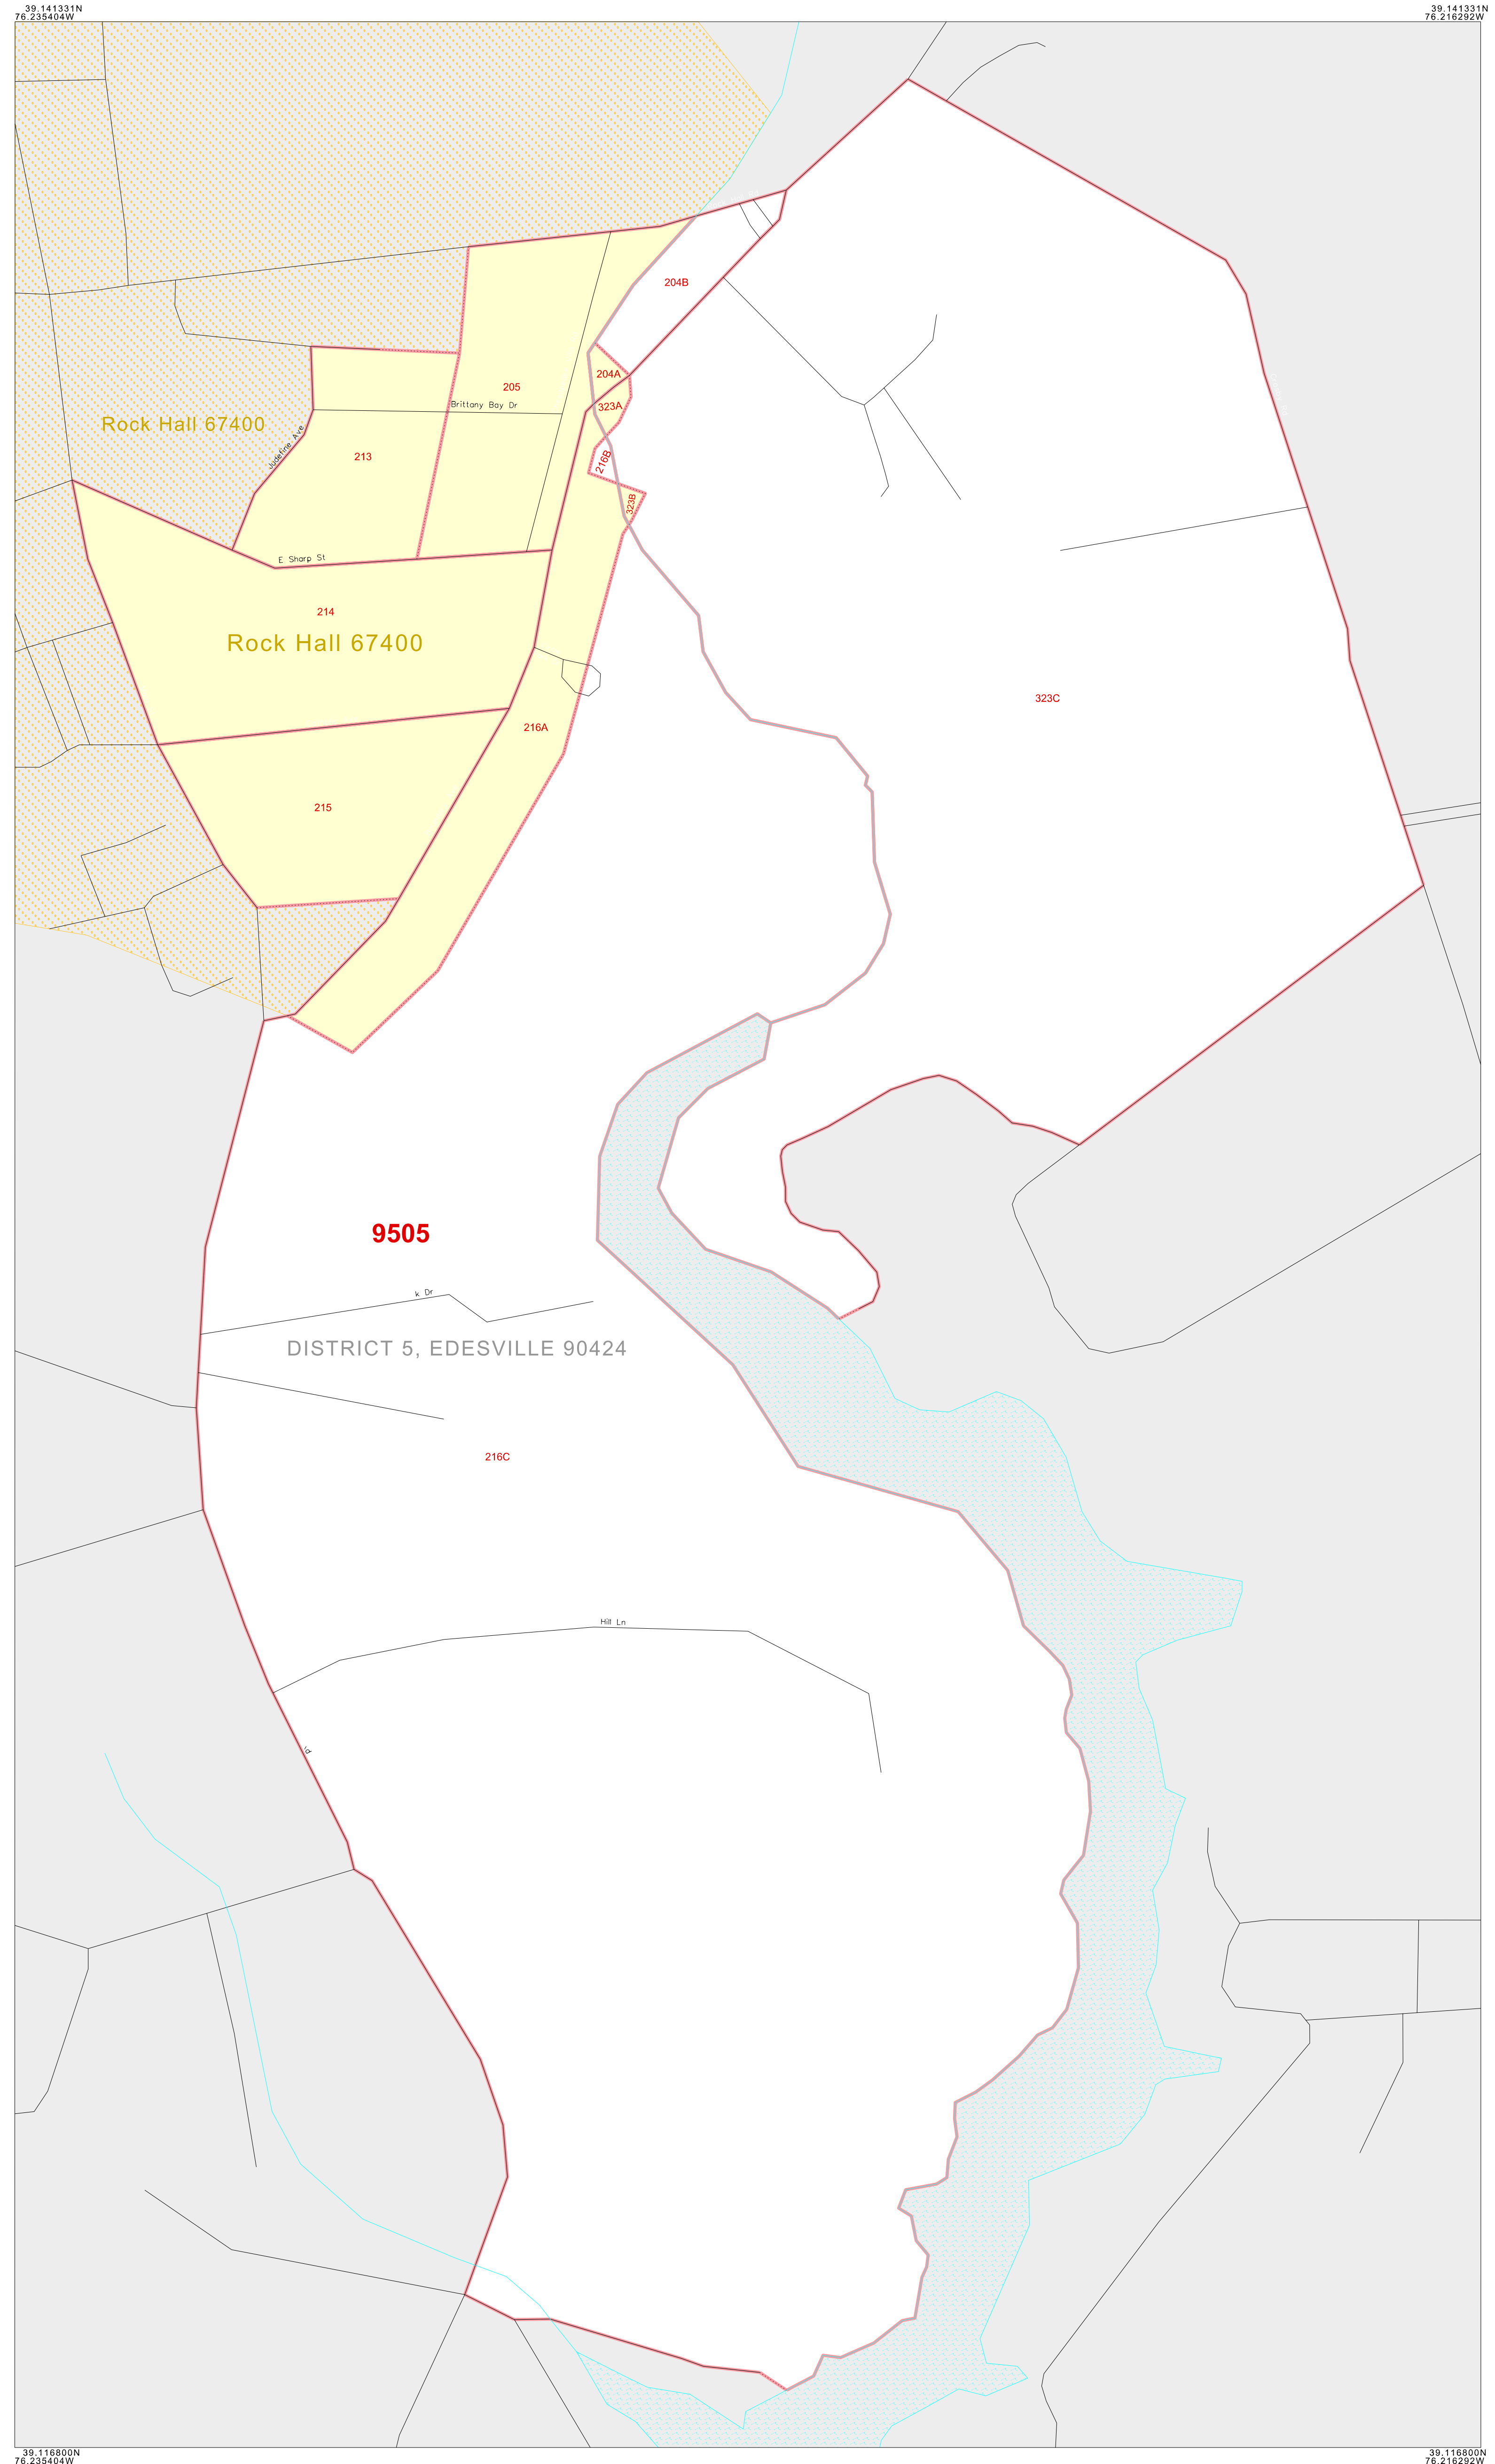 39.141331N
76.235404W
39.141331N
76.216292W
204B
204A
205
323A
Brittany Bay Dr
Rock Hall 67400
Judefine Ave
213
216B
323B
E Sharp St
214
Rock Hall 67400
323C
216A
215
9505
k Dr
DISTRICT 5, EDESVILLE 90424
216C
Hill Ln
39.116800N
76.235404W
39.116800N
76.216292W